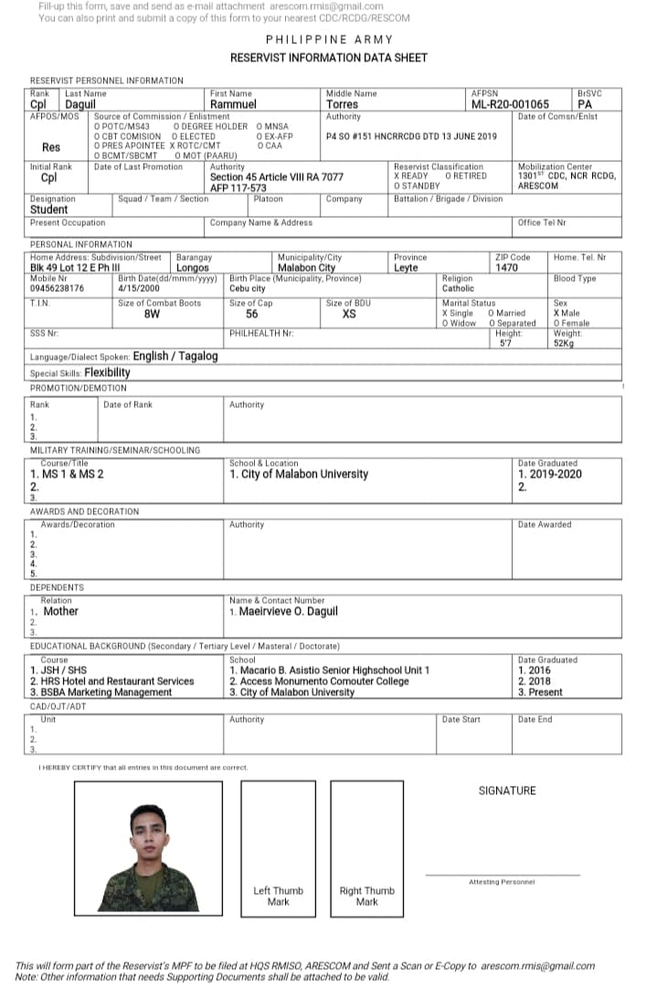 Fill-up this form, save and send as e-mail attachment arescom.rmis@gmail.com
You can also print and submit a copy of this form to your nearest CDC/RCDG/RESCOM
PHILIPPINE ARMY
RESERVIST INFORMATION DATA SHEET
RESERVIST PERSONNEL INFORMATION
Rank Last Name First Name Middle Name AFPSN BrSVC
Cpl Daguil Rammuel Torres ML-R20-001065 PA
AFPOS/MOS Source of Commission / Enlistment Authority Date of Comsn/Enlst
O POTC/MS43 O DEGREE HOLDER O MNSA
O CBT COMISION O ELECTED O EX-AFP P4 SO #151 HNCRRCDG DTD 13 JUNE 2019
Res O PRES APOINTEE X ROTC/CMT O CAA
O BCMT/SBCMT O MOT (PAARU)
Initial Rank Date of Last Promotion Authority Reservist Classification Mobilization Center
Cpl Section 45 Article VIII RA 7077 X READY O RETIRED 1301ST CDC, NCR RCDG,
AFP 117-573 O STANDBY ARESCOM
Designation Squad / Team / Section Platoon Company Battalion / Brigade / Division
Student
Present Occupation Company Name & Address Office Tel Nr
PERSONAL INFORMATION
Home Address: Subdivision/Street Barangay Municipality/City Province ZIP Code Home. Tel. Nr
Blk 49 Lot 12 E Ph III Longos Malabon City Leyte 1470
Mobile Nr Birth Date(dd/mmm/yyyy) Birth Place (Municipality, Province) Religion Blood Type
09456238176 4/15/2000 Cebu city Catholic
T.I.N. Size of Combat Boots Size of Cap Size of BDU Marital Status Sex
8W 56 XS X Single O Married X Male
O Widow O Separated O Female
SSS Nr: PHILHEALTH Nr: Height: Weight:
5'7 52Kg
Language/Dialect Spoken: English / Tagalog
Special Skills: Flexibility
PROMOTION/DEMOTION
Rank Date of Rank Authority
1.
2.
3.
MILITARY TRAINING/SEMINAR/SCHOOLING
Course/Title School & Location Date Graduated
1. MS 1 & MS 2 1. City of Malabon University 1. 2019-2020
2. 2.
3.
AWARDS AND DECORATION
Awards/Decoration Authority Date Awarded
1.
2.
3.
4.
5.
DEPENDENTS
Relation Name & Contact Number
1. Mother 1. Maeirvieve O. Daguil
2.
3.
EDUCATIONAL BACKGROUND (Secondary / Tertiary Level / Masteral / Doctorate)
Course School Date Graduated
1. JSH / SHS 1. Macario B. Asistio Senior Highschool Unit 1 1. 2016
2. HRS Hotel and Restaurant Services 2. Access Monumento Comouter College 2. 2018
3. BSBA Marketing Management 3. City of Malabon University 3. Present
CAD/OJT/ADT
Unit Authority Date Start Date End
1.
2.
3.
I HEREBY CERTIFY that all entries in this document are correct.
SIGNATURE
Attesting Personnel
Left Thumb Mark
Right Thumb Mark
This will form part of the Reservist's MPF to be filed at HQS RMISO, ARESCOM and Sent a Scan or E-Copy to arescom.rmis@gmail.com
Note: Other information that needs Supporting Documents shall be attached to be valid.